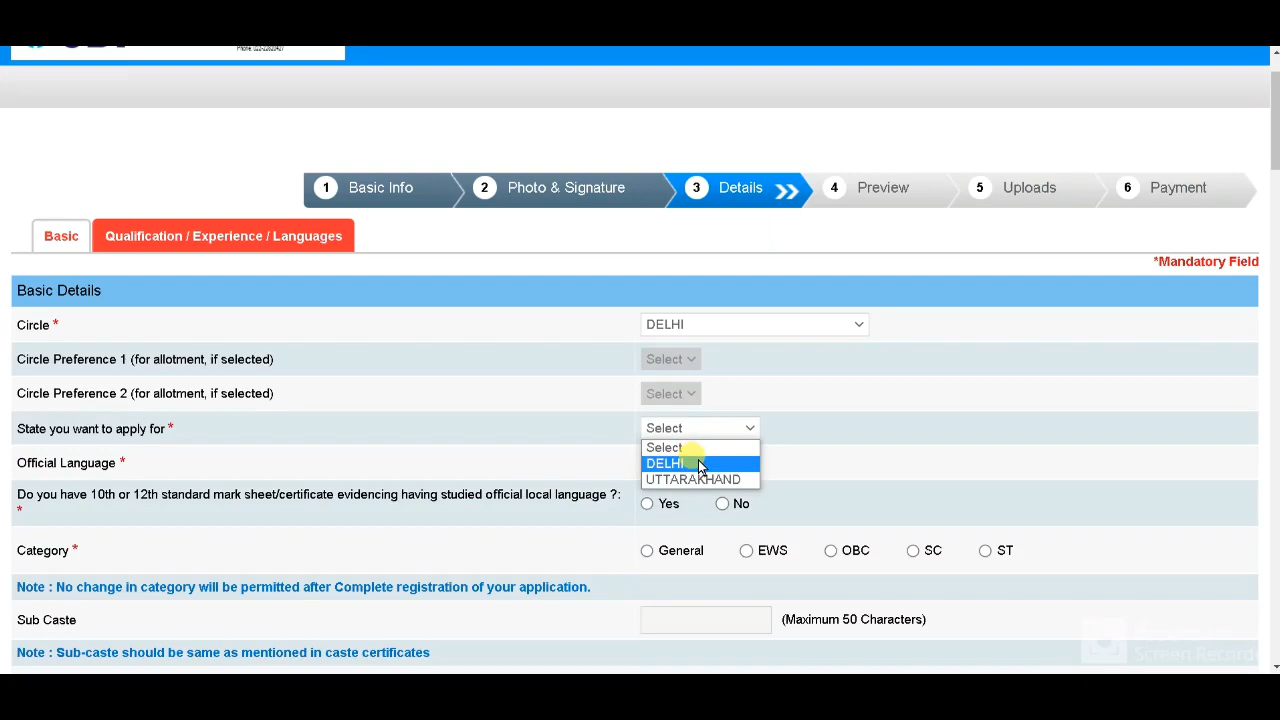 1 Basic Info 2 Photo & Signature 3 Details 4 Preview 5 Uploads 6 Payment
Basic Qualification / Experience / Languages
*Mandatory Field
Basic Details
Circle * DELHI
Circle Preference 1 (for allotment, if selected) Select
Circle Preference 2 (for allotment, if selected) Select
State you want to apply for * Select
Select
Official Language * DELHI
UTTARAKHAND
Do you have 10th or 12th standard mark sheet/certificate evidencing having studied official local language ?:
* Yes No
Category * General EWS OBC SC ST
Note : No change in category will be permitted after Complete registration of your application.
Sub Caste (Maximum 50 Characters)
Note : Sub-caste should be same as mentioned in caste certificates
Screen Recorder